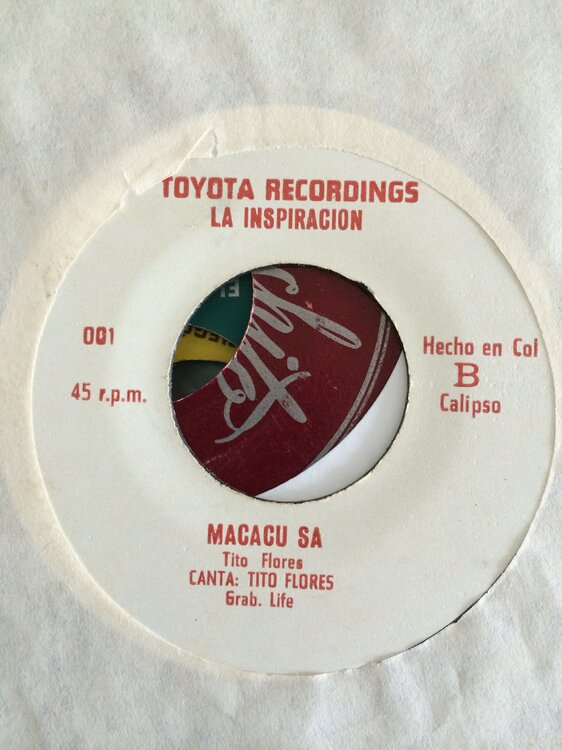 TOYOTA RECORDINGS
LA INSPIRACION
001
45 r.p.m.
Hecho en Col
B
Calipso
MACACU SA
Tito Flores
CANTA: TITO FLORES
Grab. Life